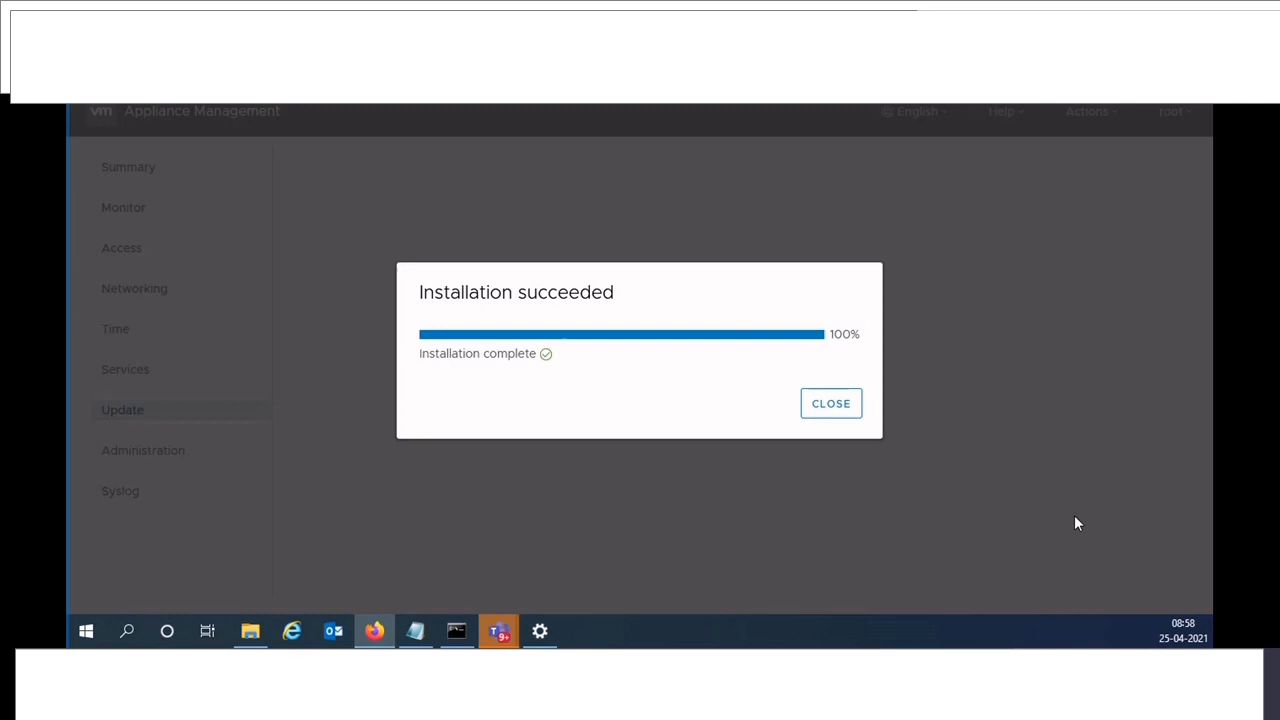 vm Appliance Management English Help Actions root
Summary
Monitor
Access
Networking
Time
Services
Update
Administration
Syslog
Installation succeeded
100%
Installation complete
CLOSE
T 9+
08:58
25-04-2021